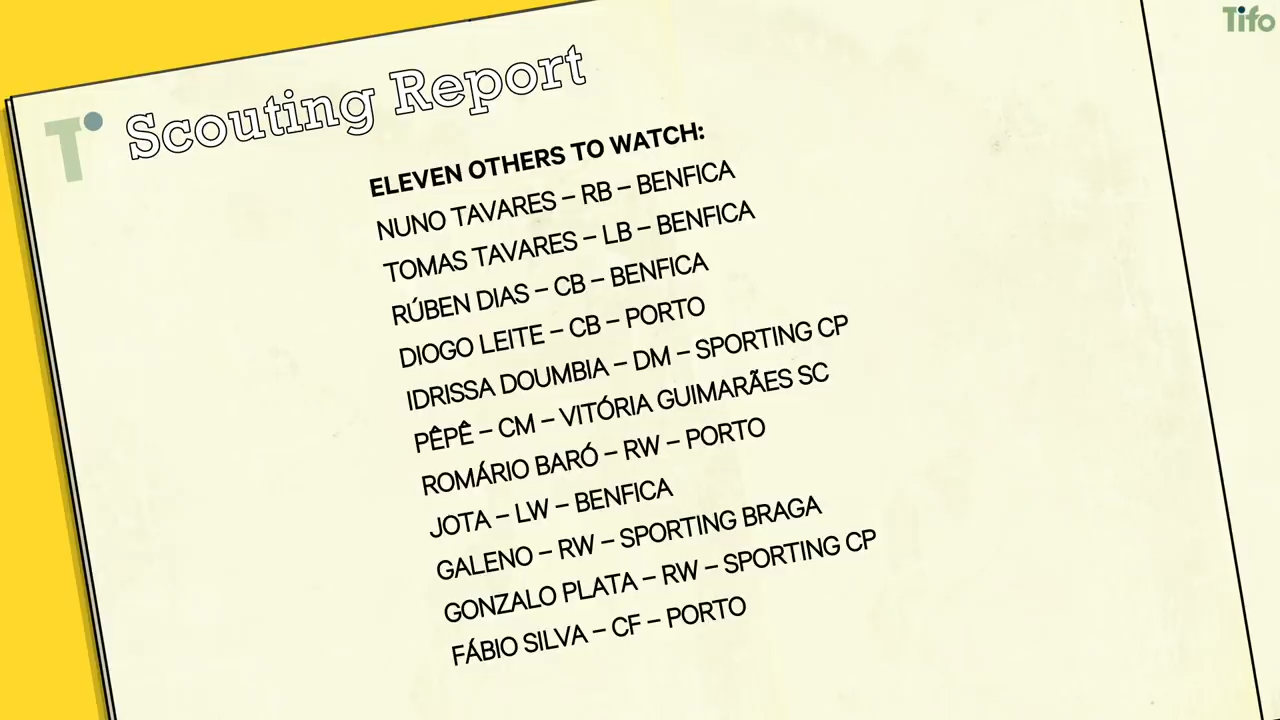 Tifo
T
Scouting Report
ELEVEN OTHERS TO WATCH:
NUNO TAVARES – RB – BENFICA
TOMAS TAVARES – LB – BENFICA
RÚBEN DIAS – CB – BENFICA
DIOGO LEITE – CB – PORTO
IDRISSA DOUMBIA – DM – SPORTING CP
PÊPÊ – CM – VITÓRIA GUIMARÃES SC
ROMÁRIO BARÓ – RW – PORTO
JOTA – LW – BENFICA
GALENO – RW – SPORTING BRAGA
GONZALO PLATA – RW – SPORTING CP
FÁBIO SILVA – CF – PORTO